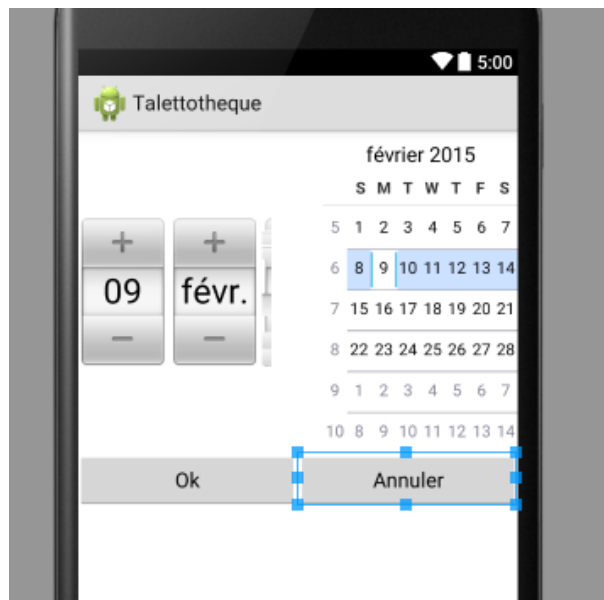 5:00
Talettotheque
février 2015
S M T W T F S
5 1 2 3 4 5 6 7
6 8 9 10 11 12 13 14
7 15 16 17 18 19 20 21
8 22 23 24 25 26 27 28
9 1 2 3 4 5 6 7
10 8 9 10 11 12 13 14
+ +
09 févr.
− −
Ok Annuler